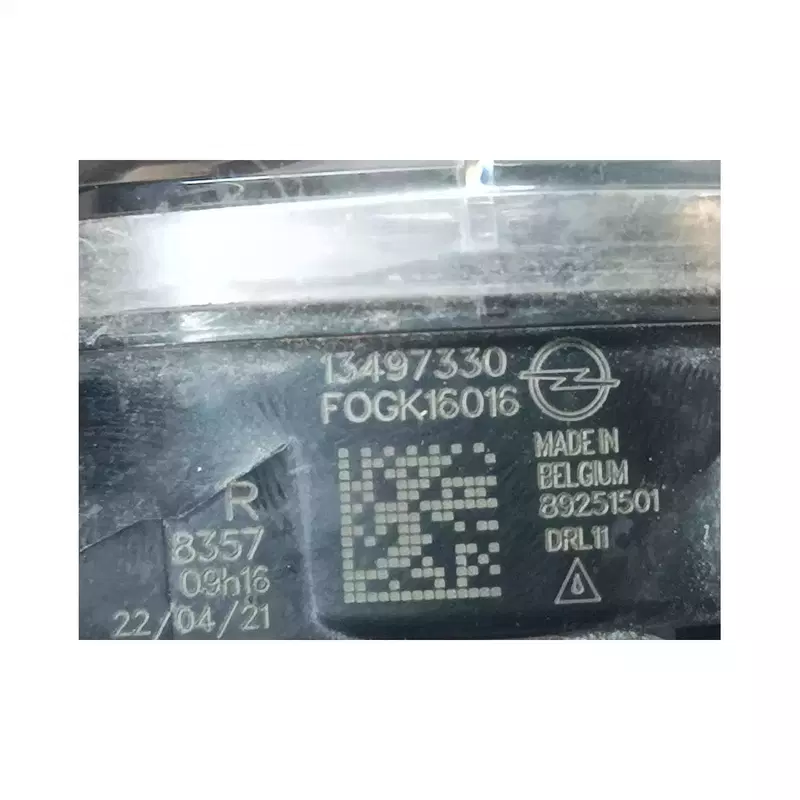 13497330
FOGK16016
MADE IN
BELGIUM
89251501
DRL11
R
8357
09h16
22/04/21